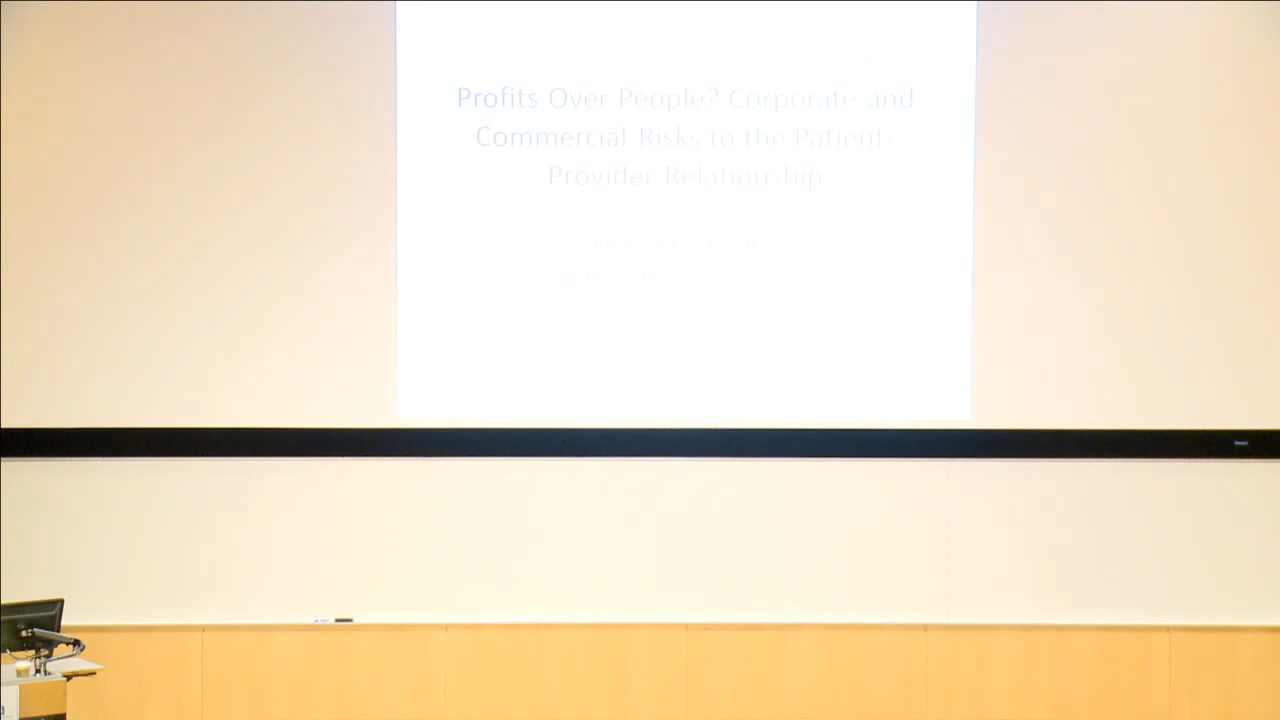 Profits Over People? Corporate and
Commercial Risks to the Patient-
Provider Relationship